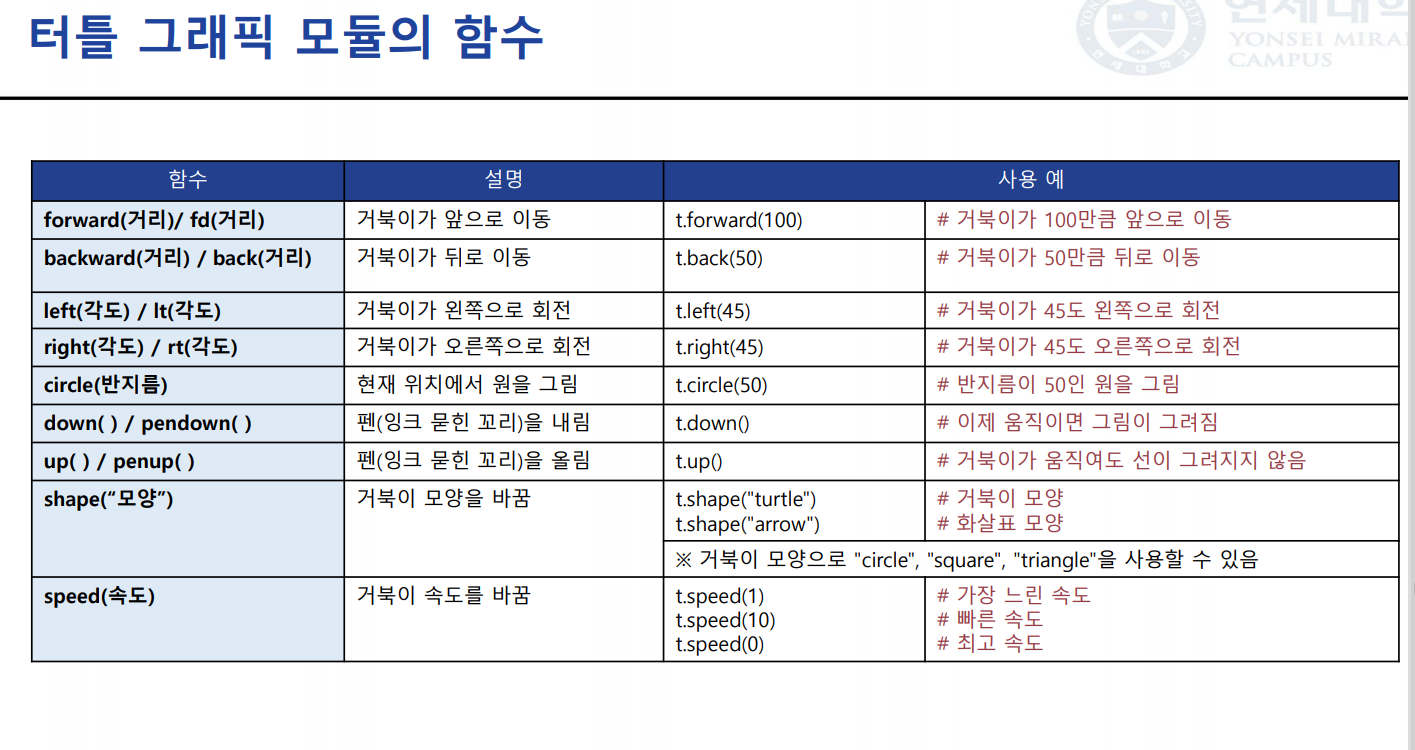 터틀 그래픽 모듈의 함수
YONSEI
CAMPUS
함수 설명 사용 예
forward(거리)/ fd(거리) 거북이가 앞으로 이동 t.forward(100) # 거북이가 100만큼 앞으로 이동
backward(거리) / back(거리) 거북이가 뒤로 이동 t.back(50) # 거북이가 50만큼 뒤로 이동
left(각도) / lt(각도) 거북이가 왼쪽으로 회전 t.left(45) # 거북이가 45도 왼쪽으로 회전
right(각도) / rt(각도) 거북이가 오른쪽으로 회전 t.right(45) # 거북이가 45도 오른쪽으로 회전
circle(반지름) 현재 위치에서 원을 그림 t.circle(50) # 반지름이 50인 원을 그림
down( ) / pendown( ) 펜(잉크 묻힌 꼬리)을 내림 t.down() # 이제 움직이면 그림이 그려짐
up( ) / penup( ) 펜(잉크 묻힌 꼬리)을 올림 t.up() # 거북이가 움직여도 선이 그려지지 않음
shape(“모양”) 거북이 모양을 바꿈 t.shape("turtle") # 거북이 모양
t.shape("arrow") # 화살표 모양
※ 거북이 모양으로 "circle", "square", "triangle"을 사용할 수 있음
speed(속도) 거북이 속도를 바꿈 t.speed(1) # 가장 느린 속도
t.speed(10) # 빠른 속도
t.speed(0) # 최고 속도